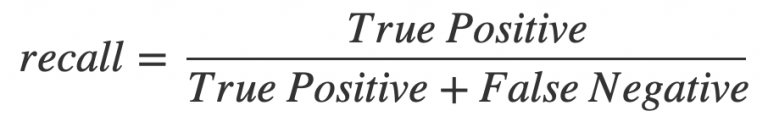 recall = True Positive / True Positive + False Negative